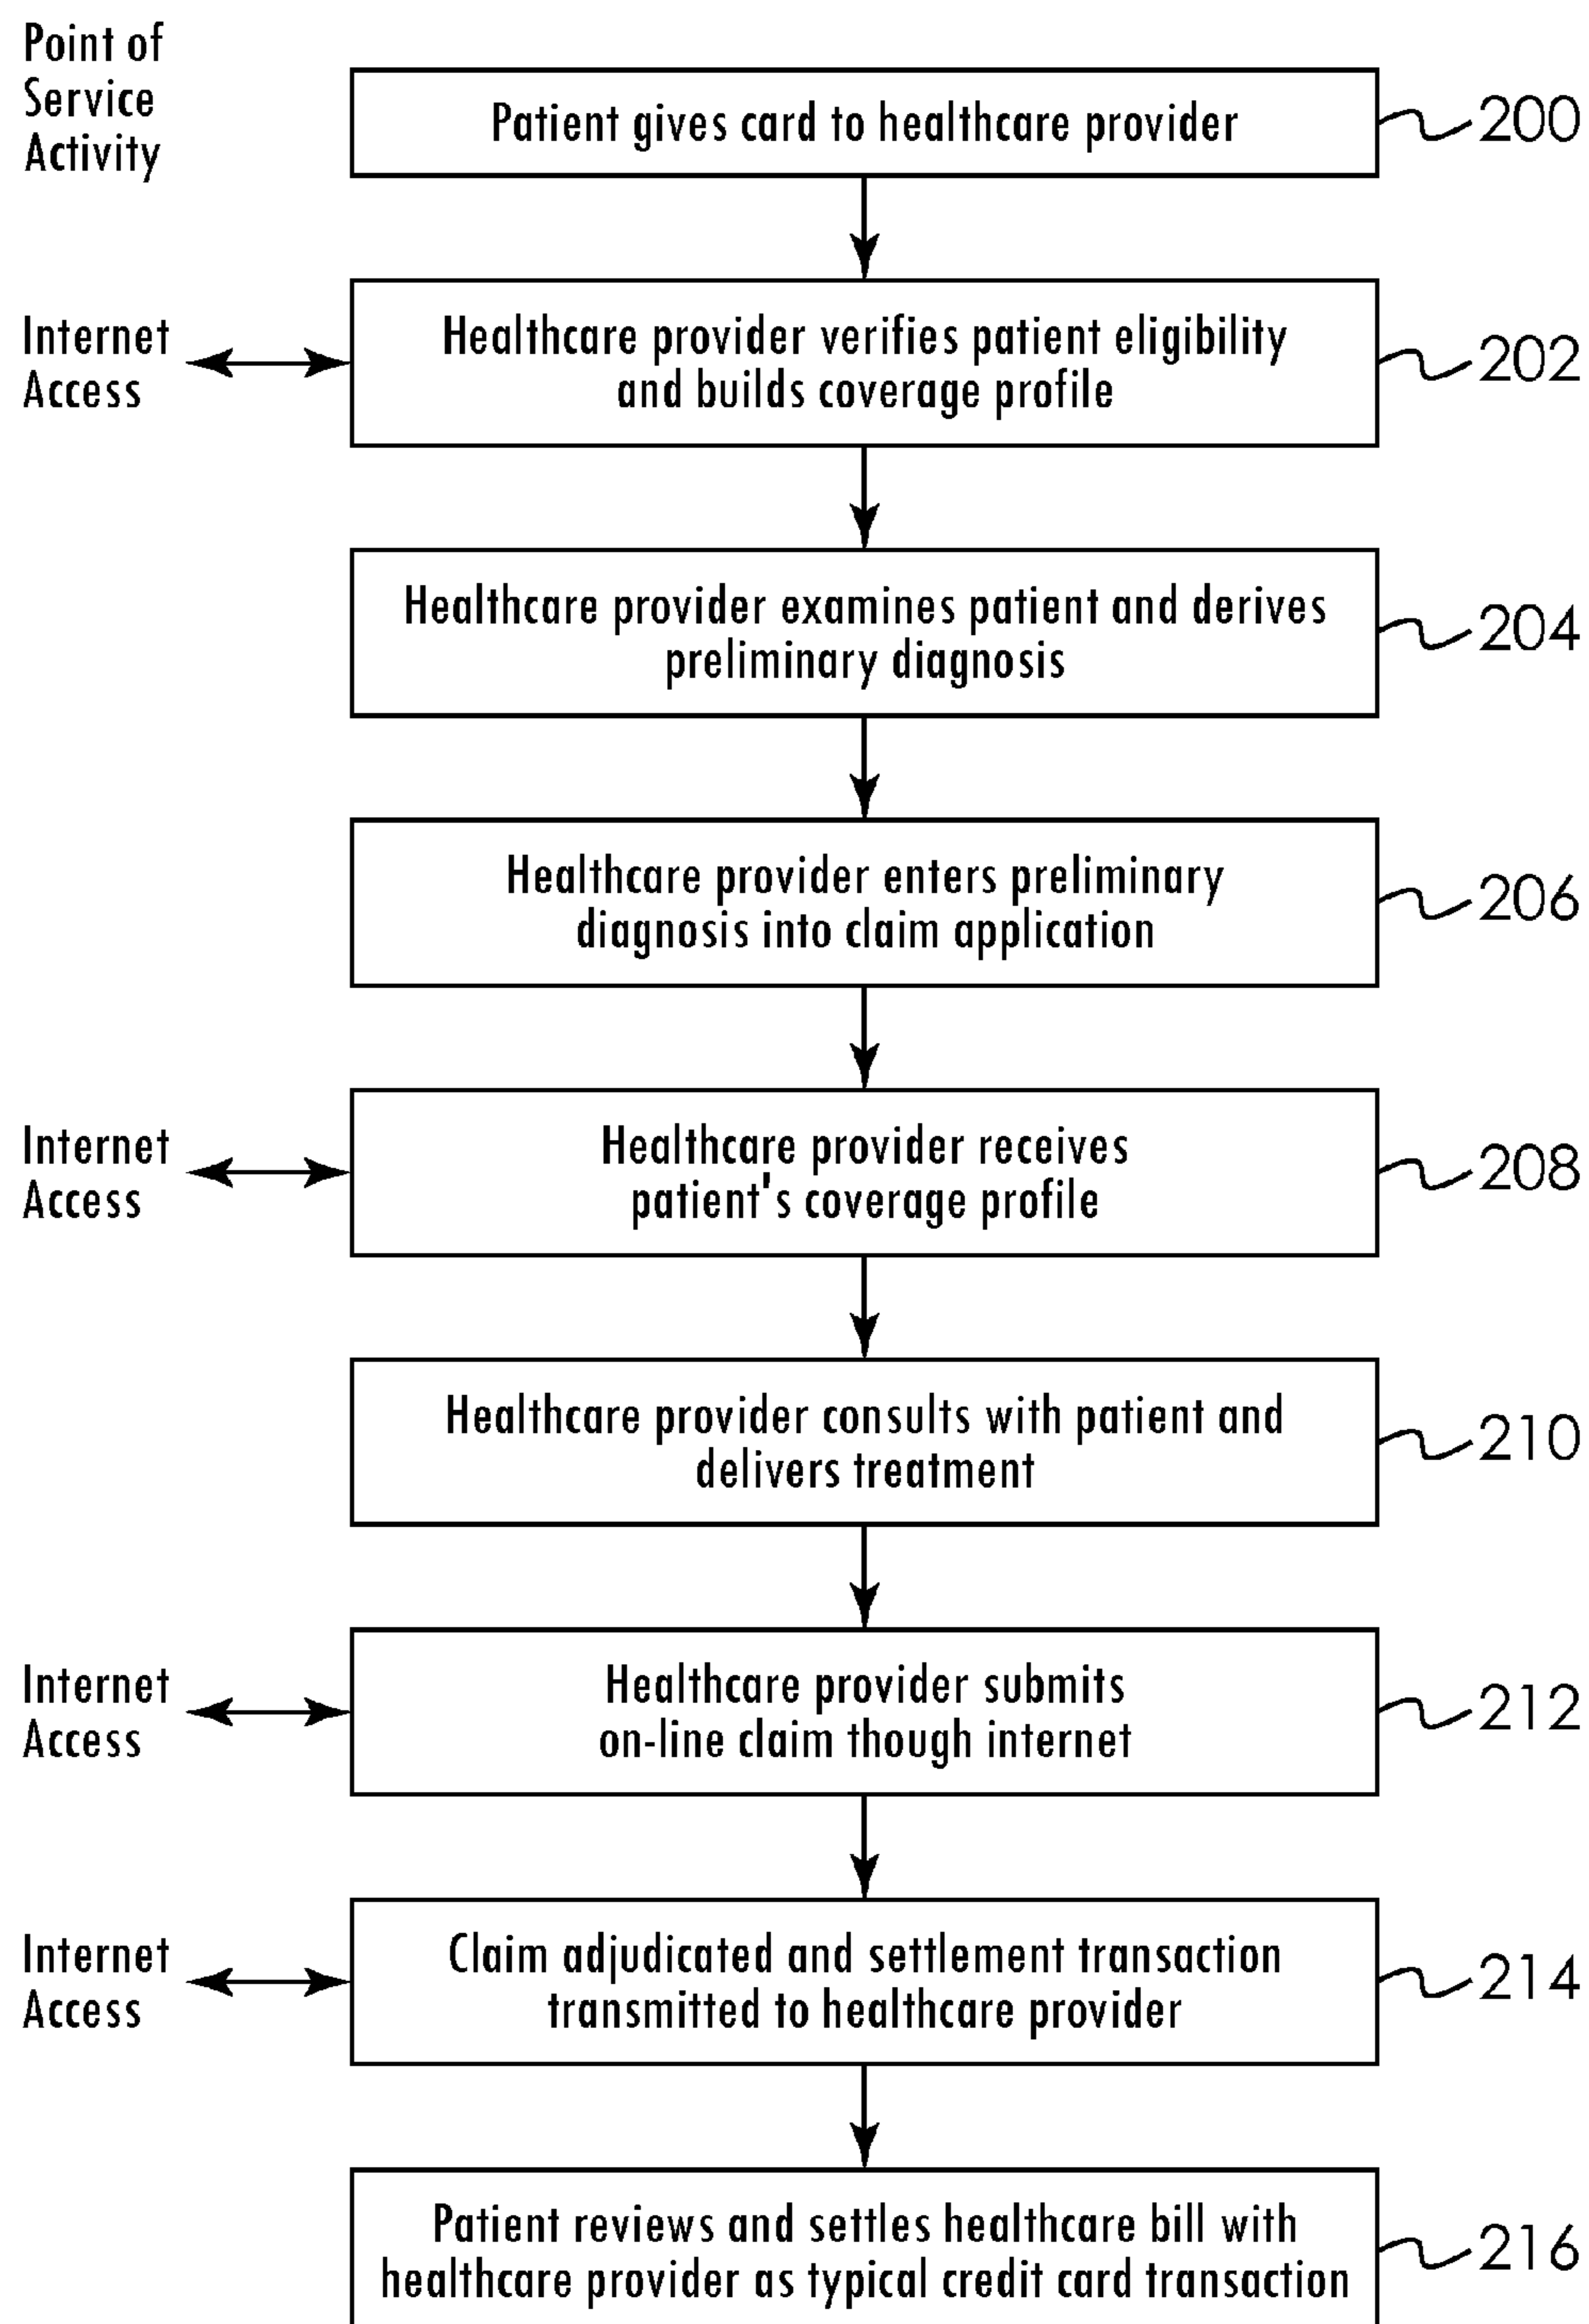 Point of
Service
Activity
Patient gives card to healthcare provider
200
Internet
Access
Healthcare provider verifies patient eligibility
and builds coverage profile
202
Healthcare provider examines patient and derives
preliminary diagnosis
204
Healthcare provider enters preliminary
diagnosis into claim application
206
Internet
Access
Healthcare provider receives
patient's coverage profile
208
Healthcare provider consults with patient and
delivers treatment
210
Internet
Access
Healthcare provider submits
on-line claim though internet
212
Internet
Access
Claim adjudicated and settlement transaction
transmitted to healthcare provider
214
Patient reviews and settles healthcare bill with
healthcare provider as typical credit card transaction
216